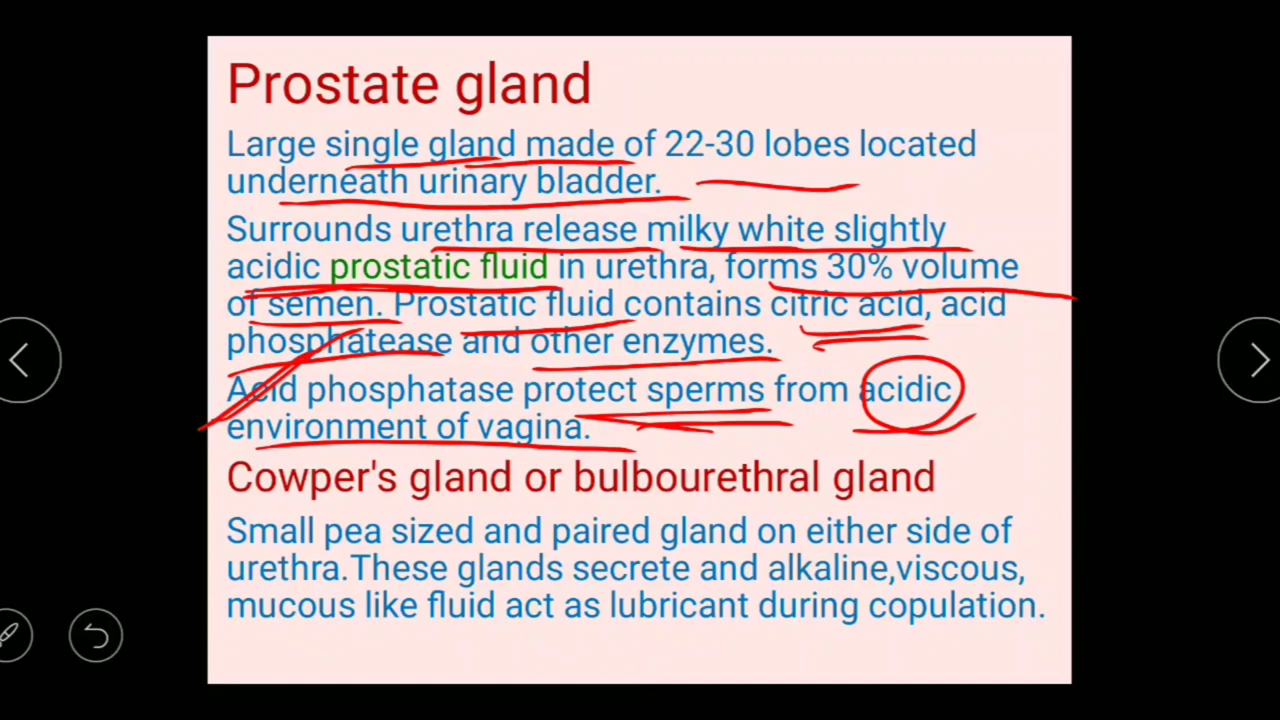 Prostate gland
Large single gland made of 22-30 lobes located
underneath urinary bladder.
Surrounds urethra release milky white slightly
acidic prostatic fluid in urethra, forms 30% volume
of semen. Prostatic fluid contains citric acid, acid
phosphatease and other enzymes.
Acid phosphatase protect sperms from acidic
environment of vagina.
Cowper's gland or bulbourethral gland
Small pea sized and paired gland on either side of
urethra.These glands secrete and alkaline,viscous,
mucous like fluid act as lubricant during copulation.